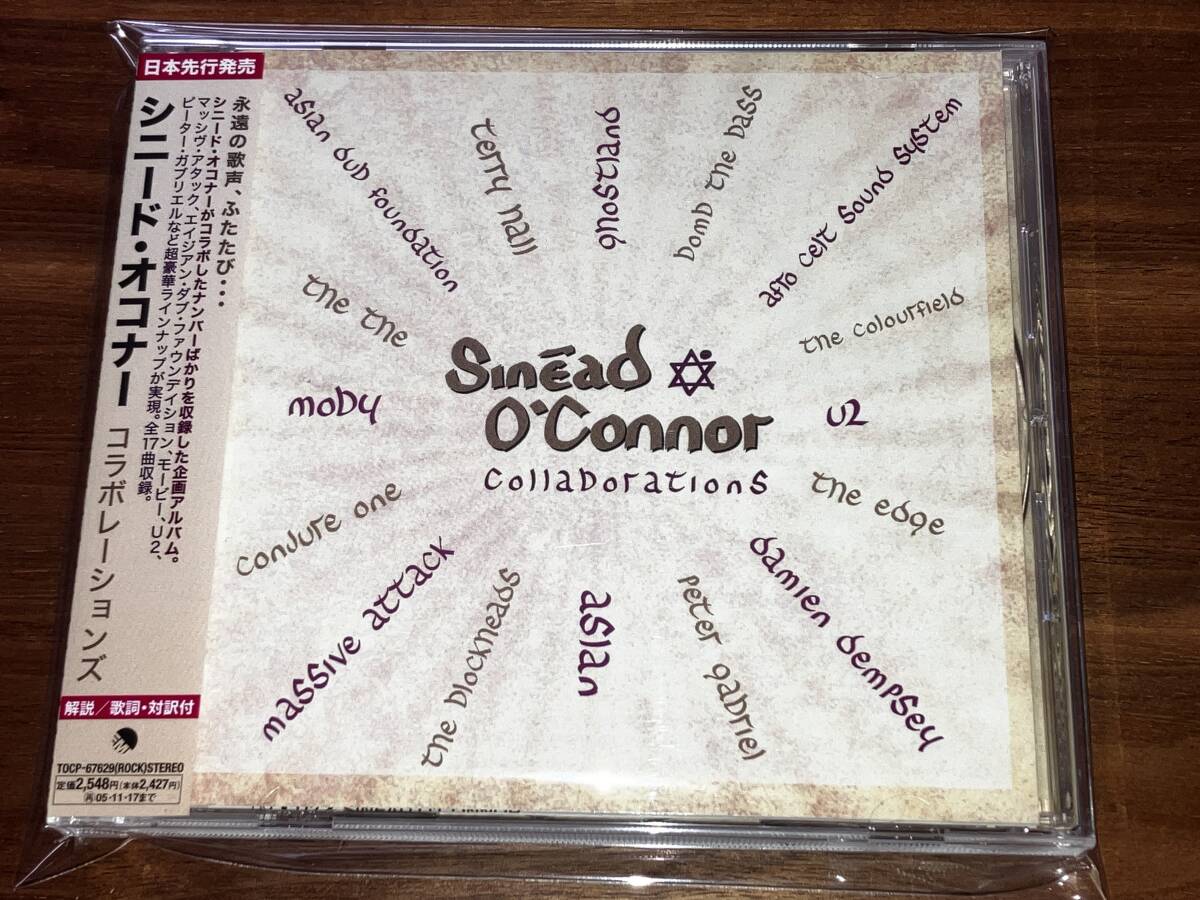 日本先行発売
永遠の歌声、ふたたび・・・
シニード・オコナーがコラボしたナンバーばかりを収録した企画アルバム。
マッシヴ・アタック、エイジアン・ダブ・ファウンデイション、モービー、U2、
ピーター・ガブリエルなど超豪華ラインナップが実現。全17曲収録。
シニード・オコナー コラボレーションズ
解説/歌詞・対訳付
TOCP-67629(ROCK)STEREO
定価2,548円(本体2,427円)
再05・11・17まで
asian dub foundation
terry hall
ghostland
bomb the bass
afro celt sound system
the the
the colourfield
Sinéad
O'Connor
collaborations
moby
U2
conjure one
the edge
massive attack
the blockheads
asian
peter gabriel
damien dempsey